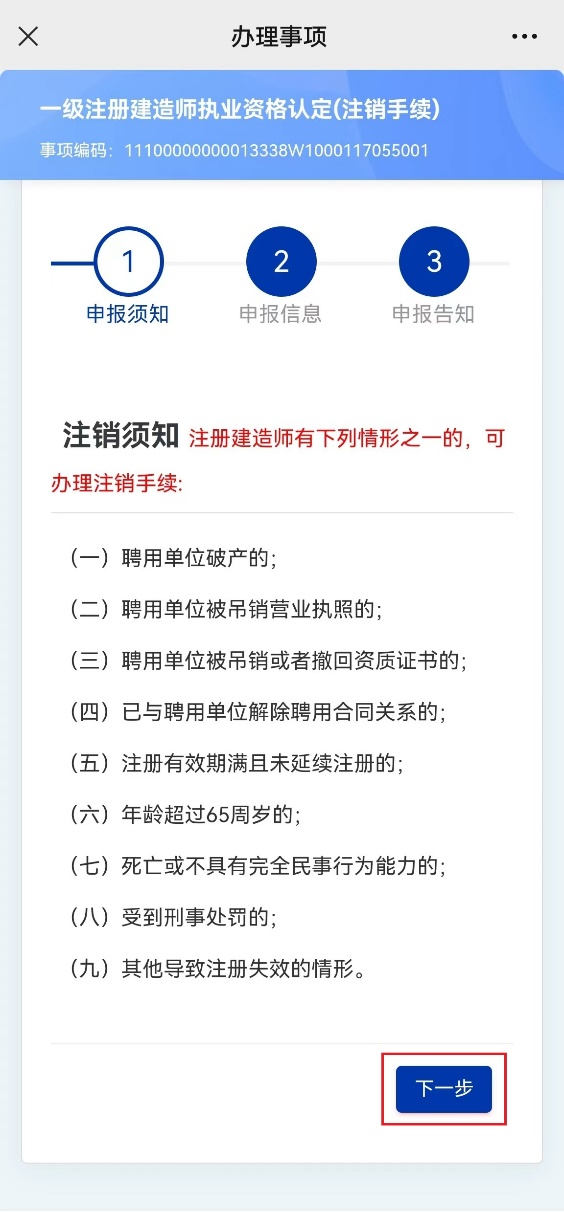 办理事项
一级注册建造师执业资格认定(注销手续)
事项编码：11100000000013338W1000117055001
1
2
3
申报须知
申报信息
申报告知
注销须知 注册建造师有下列情形之一的，可
办理注销手续:
（一）聘用单位破产的;
（二）聘用单位被吊销营业执照的;
（三）聘用单位被吊销或者撤回资质证书的;
（四）已与聘用单位解除聘用合同关系的;
（五）注册有效期满且未延续注册的;
（六）年龄超过65周岁的;
（七）死亡或不具有完全民事行为能力的;
（八）受到刑事处罚的;
（九）其他导致注册失效的情形。
下一步